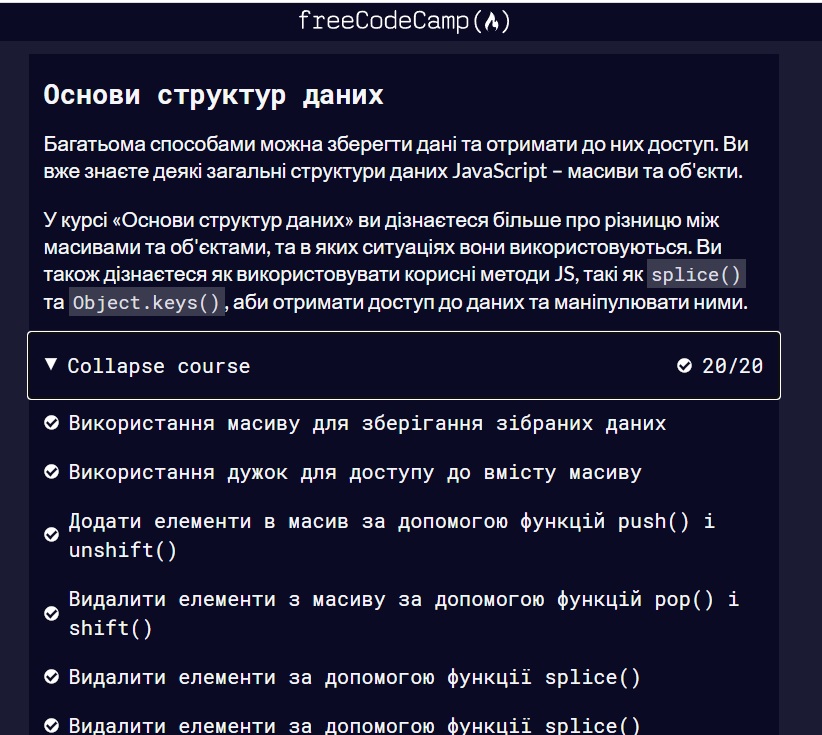 freeCodeCamp(🔥)
Основи структур даних
Багатьома способами можна зберегти дані та отримати до них доступ. Ви
вже знаєте деякі загальні структури даних JavaScript – масиви та об'єкти.
У курсі «Основи структур даних» ви дізнаєтеся більше про різницю між
масивами та об'єктами, та в яких ситуаціях вони використовуються. Ви
також дізнаєтеся як використовувати корисні методи JS, такі як splice()
та Object.keys(), аби отримати доступ до даних та маніпулювати ними.
▼ Collapse course 20/20
Використання масиву для зберігання зібраних даних
Використання дужок для доступу до вмісту масиву
Додати елементи в масив за допомогою функцій push() і
unshift()
Видалити елементи з масиву за допомогою функцій pop() і
shift()
Видалити елементи за допомогою функції splice()
Видалити елементи за допомогою функції splice()